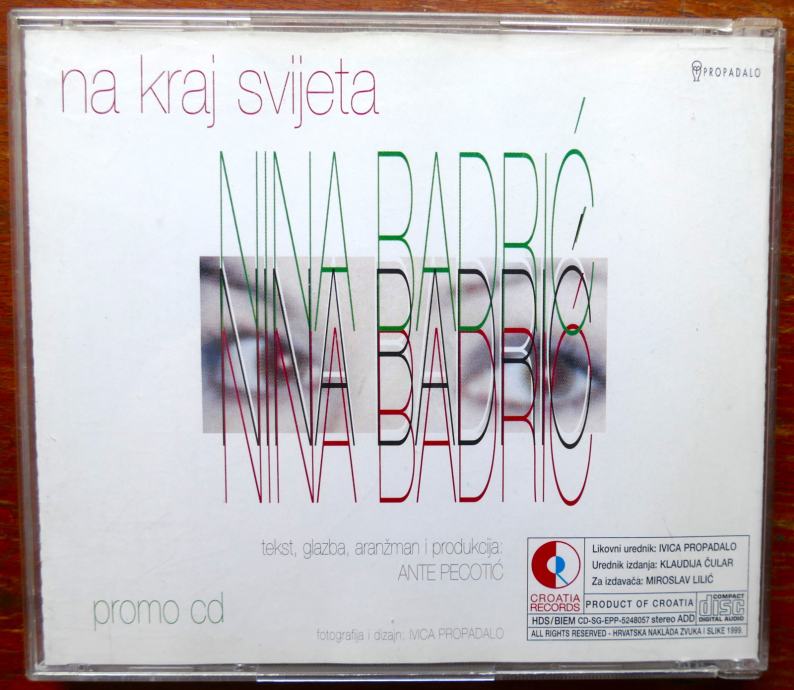 na kraj svijeta
PROPADALO
NINA BADRIĆ
NINA BADRIĆ
NINA BADRIĆ
tekst, glazba, aranžman i produkcija:
ANTE PECOTIĆ
promo cd
fotografija i dizajn: IVICA PROPADALO
CROATIA
RECORDS
Likovni urednik: IVICA PROPADALO
Urednik izdanja: KLAUDIJA ČULAR
Za izdavača: MIROSLAV LILIĆ
PRODUCT OF CROATIA
COMPACT
disc
DIGITAL AUDIO
HDS/BIEM CD-SG-EPP-5248057 stereo ADD
ALL RIGHTS RESERVED - HRVATSKA NAKLADA ZVUKA I SLIKE 1999.